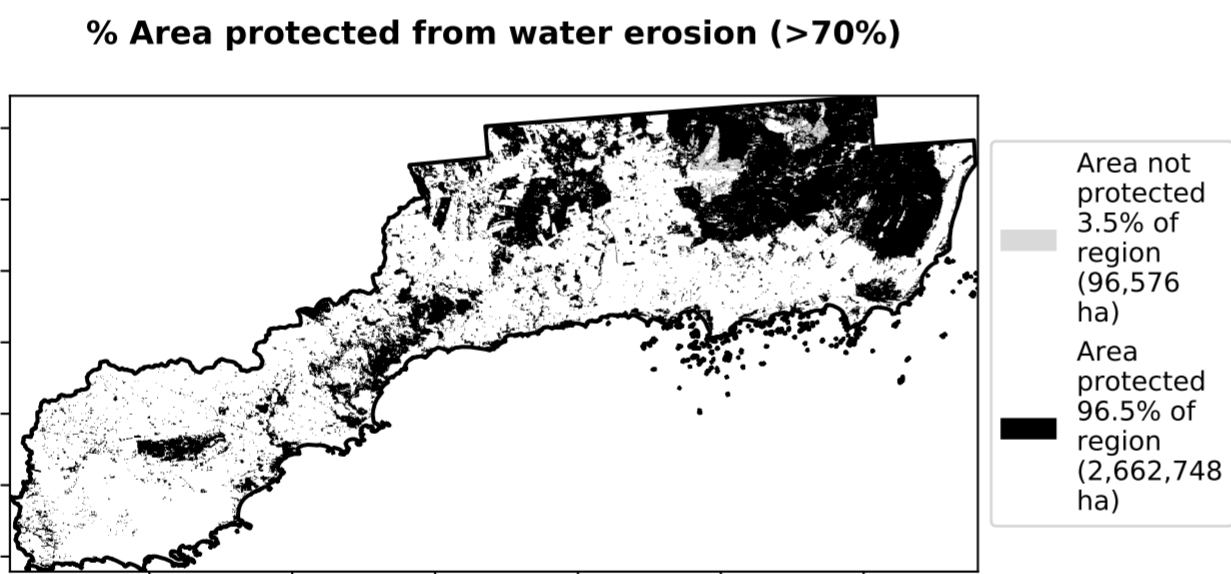 % Area protected from water erosion (>70%)
Area not
protected
3.5% of
region
(96,576
ha)
Area
protected
96.5% of
region
(2,662,748
ha)